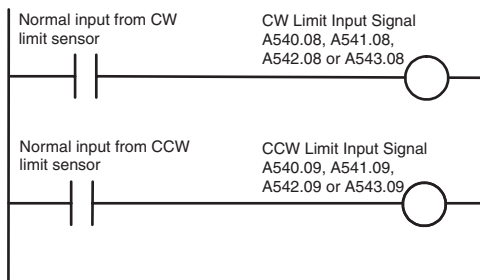 Normal input from CW
limit sensor
CW Limit Input Signal
A540.08, A541.08,
A542.08 or A543.08
Normal input from CCW
limit sensor
CCW Limit Input Signal
A540.09, A541.09,
A542.09 or A543.09